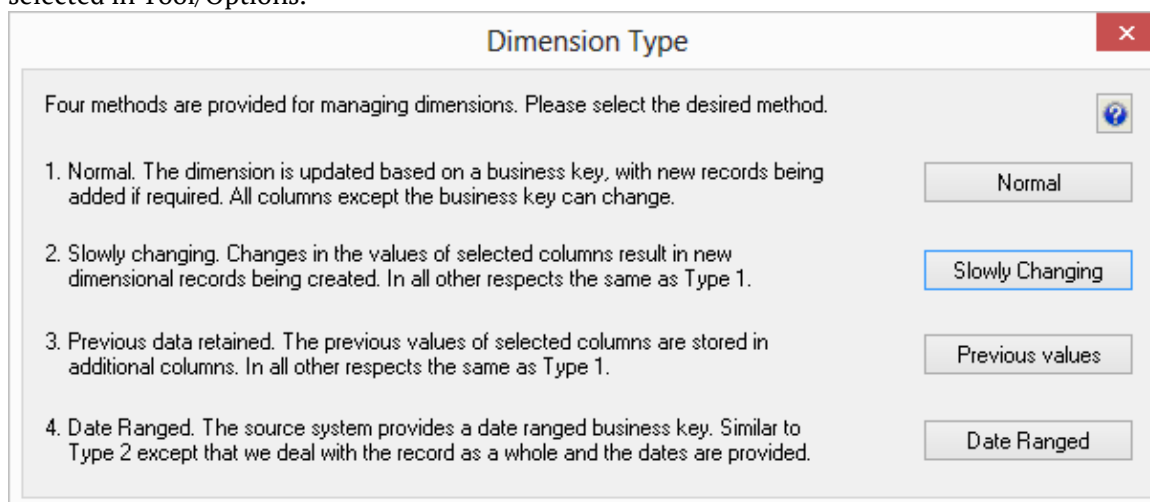 selected in Tool/Options.
Dimension Type
Four methods are provided for managing dimensions. Please select the desired method.
1. Normal. The dimension is updated based on a business key, with new records being
added if required. All columns except the business key can change.
Normal
2. Slowly changing. Changes in the values of selected columns result in new
dimensional records being created. In all other respects the same as Type 1.
Slowly Changing
3. Previous data retained. The previous values of selected columns are stored in
additional columns. In all other respects the same as Type 1.
Previous values
4. Date Ranged. The source system provides a date ranged business key. Similar to
Type 2 except that we deal with the record as a whole and the dates are provided.
Date Ranged